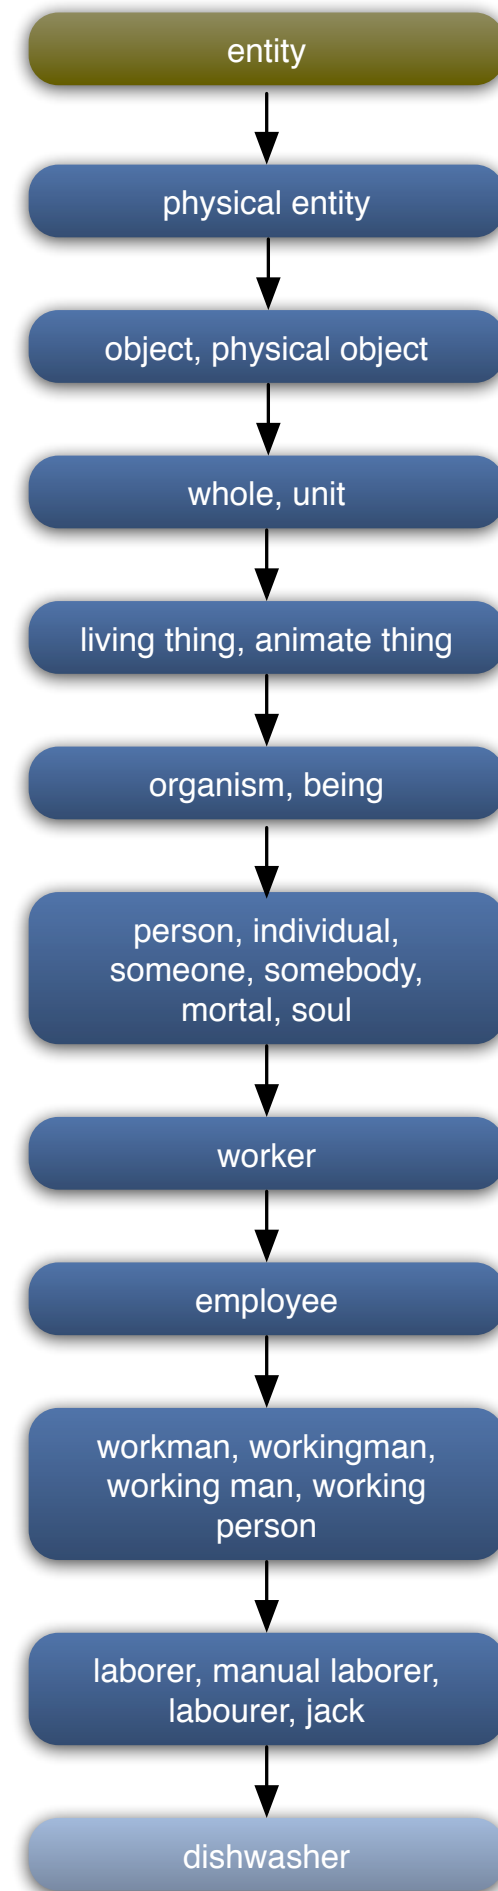 entity
physical entity
object, physical object
whole, unit
living thing, animate thing
organism, being
person, individual,
someone, somebody,
mortal, soul
worker
employee
workman, workingman,
working man, working
person
laborer, manual laborer,
labourer, jack
dishwasher